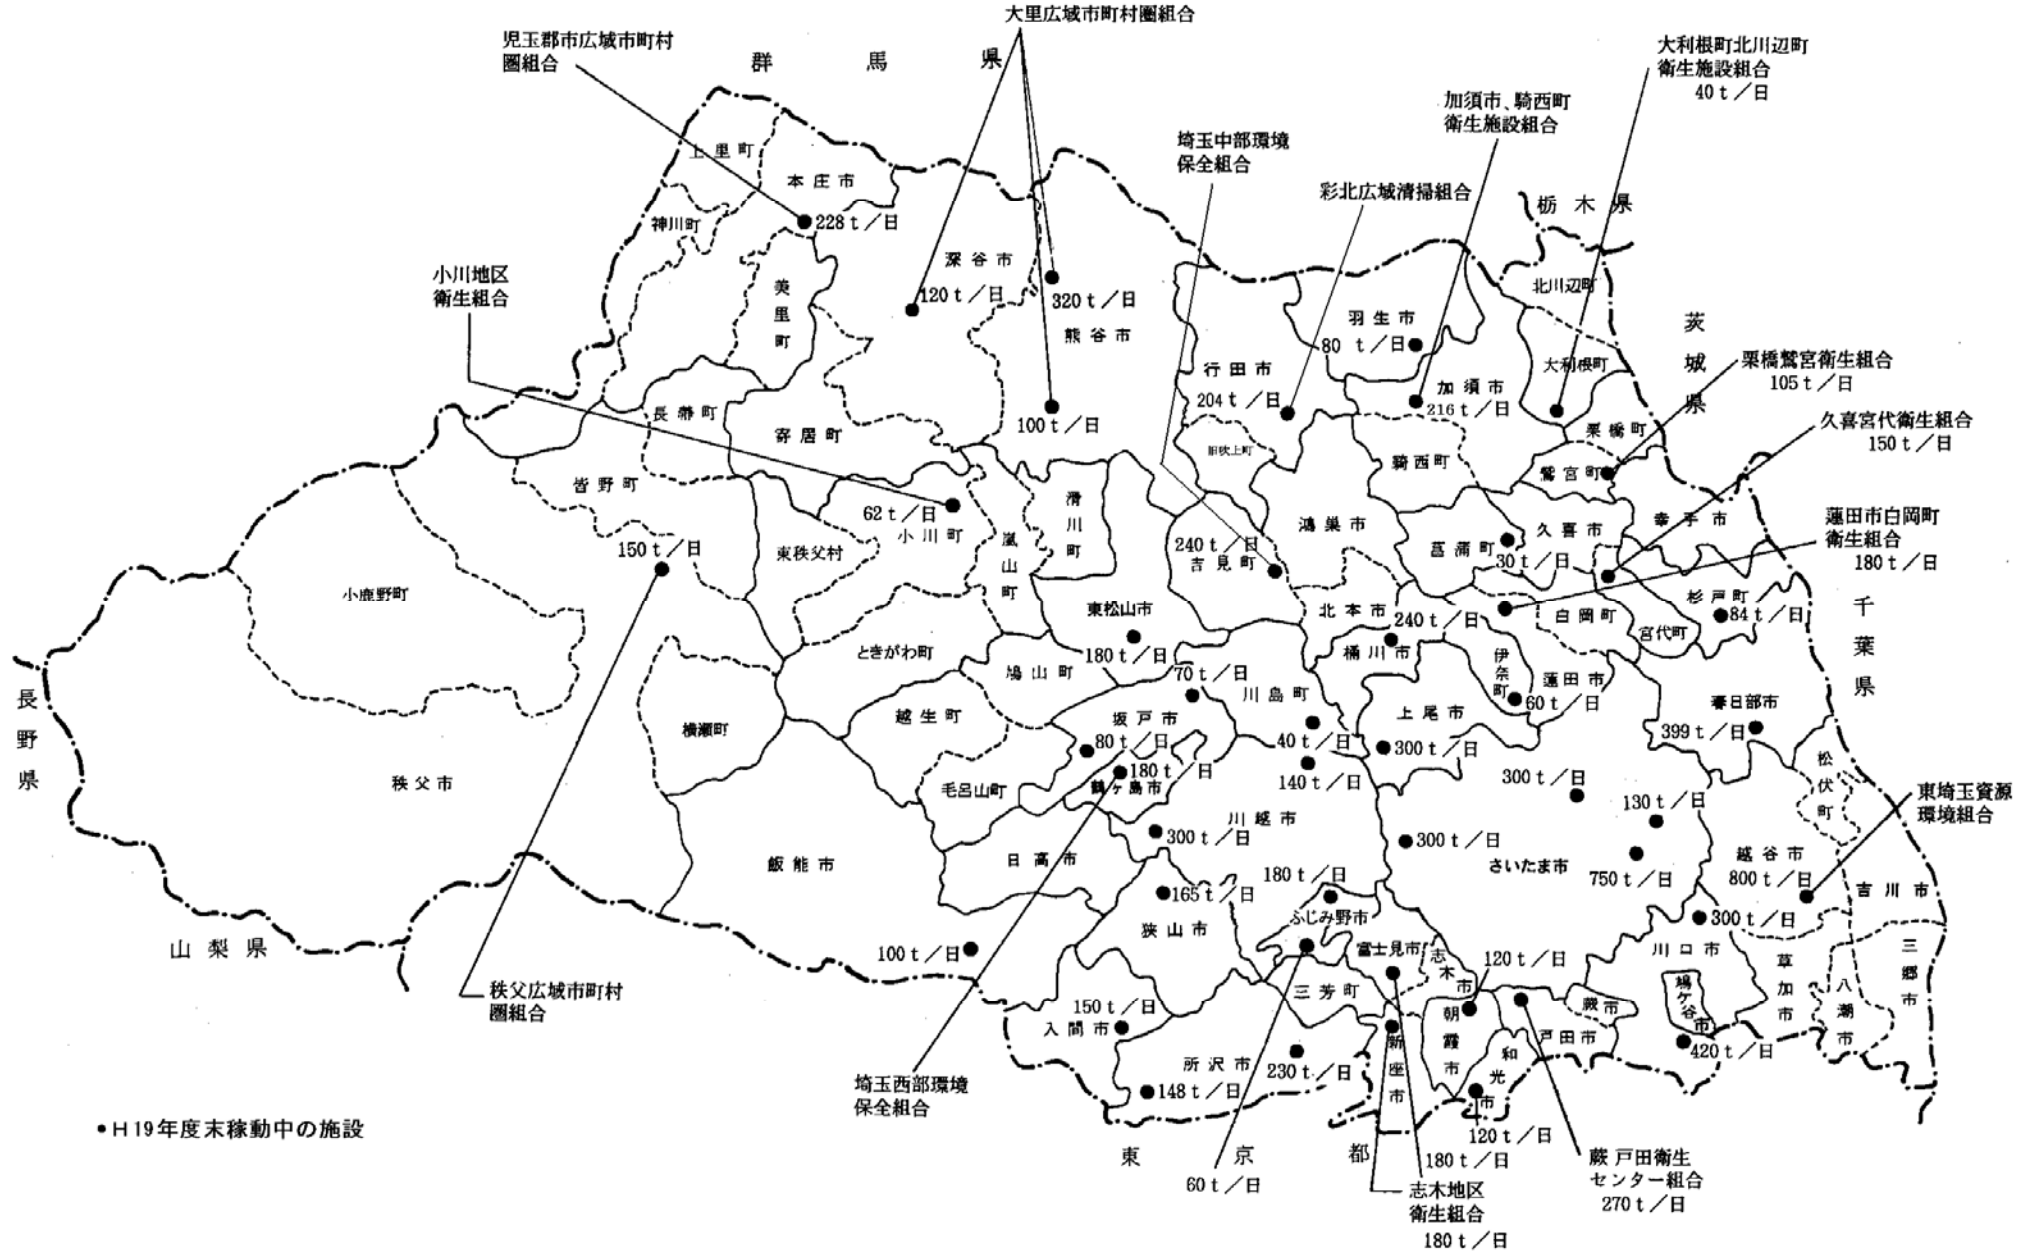 大里広域市町村圏組合
児玉郡市広域市町村
圏組合
群馬県
大利根町北川辺町
衛生施設組合
40t/日
加須市、騎西町
衛生施設組合
埼玉中部環境
保全組合
彩北広域清掃組合
栃木県
上里町
本庄市
神川町
228t/日
小川地区
衛生組合
深谷市
120t/日
美里町
320t/日
熊谷市
北川辺町
羽生市
80t/日
茨城県
行田市
204t/日
加須市
216t/日
大利根町
栗橋鷲宮衛生組合
105t/日
長瀞町
寄居町
100t/日
旧吹上町
騎西町
栗橋町
鷲宮町
久喜宮代衛生組合
150t/日
皆野町
62t/日
小川町
嵐山町
滑川町
鴻巣市
菖蒲町
30t/日
久喜市
幸手市
蓮田市白岡町
衛生組合
180t/日
150t/日
東秩父村
240t/日
吉見町
小鹿野町
東松山市
180t/日
北本市
240t/日
白岡町
宮代町
杉戸町
84t/日
千葉県
ときがわ町
鳩山町
70t/日
川島町
桶川市
伊奈町
蓮田市
60t/日
長野県
横瀬町
越生町
坂戸市
80t/日
40t/日
上尾市
300t/日
春日部市
399t/日
秩父市
毛呂山町
180t/日
鶴ヶ島市
140t/日
300t/日
130t/日
松伏町
東埼玉資源
環境組合
飯能市
日高市
川越市
300t/日
300t/日
さいたま市
750t/日
越谷市
800t/日
吉川市
165t/日
狭山市
180t/日
ふじみ野市
富士見市
志木市
120t/日
300t/日
川口市
草加市
三郷市
山梨県
100t/日
秩父広域市町村
圏組合
150t/日
入間市
三芳町
朝霞市
蕨市
鳩ヶ谷市
八潮市
所沢市
148t/日
230t/日
新座市
和光市
戸田市
420t/日
埼玉西部環境
保全組合
•H19年度末稼動中の施設
東京都
60t/日
120t/日
180t/日
志木地区
衛生組合
180t/日
蕨戸田衛生
センター組合
270t/日